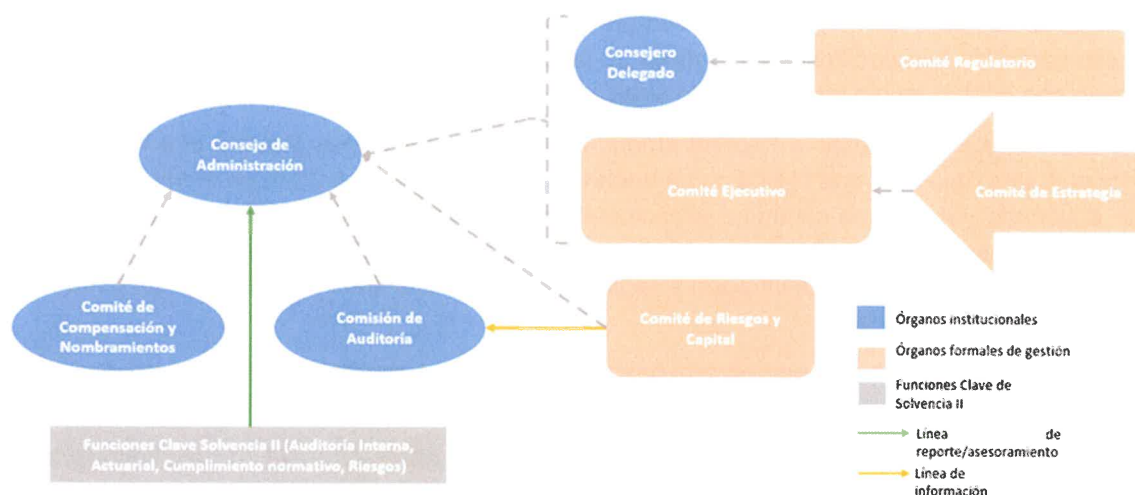 Consejero
Delegado
Comité Regulatorio
Consejo de
Administración
Comité Ejecutivo
Comité de Estrategia
Comité de
Compensación y
Nombramientos
Comisión de
Auditoría
Comité de Riesgos y
Capital
Funciones Clave Solvencia II (Auditoría Interna,
Actuarial, Cumplimiento normativo, Riesgos)
Órganos institucionales
Órganos formales de gestión
Funciones Clave de
Solvencia II
Línea de
reporte/asesoramiento
Línea de
información